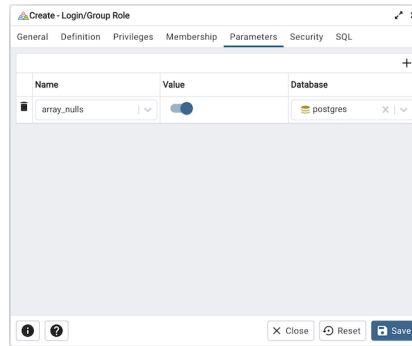 Create - Login/Group Role
General Definition Privileges Membership Parameters Security SQL
Name Value Database
array_nulls postgres
Close Reset Save